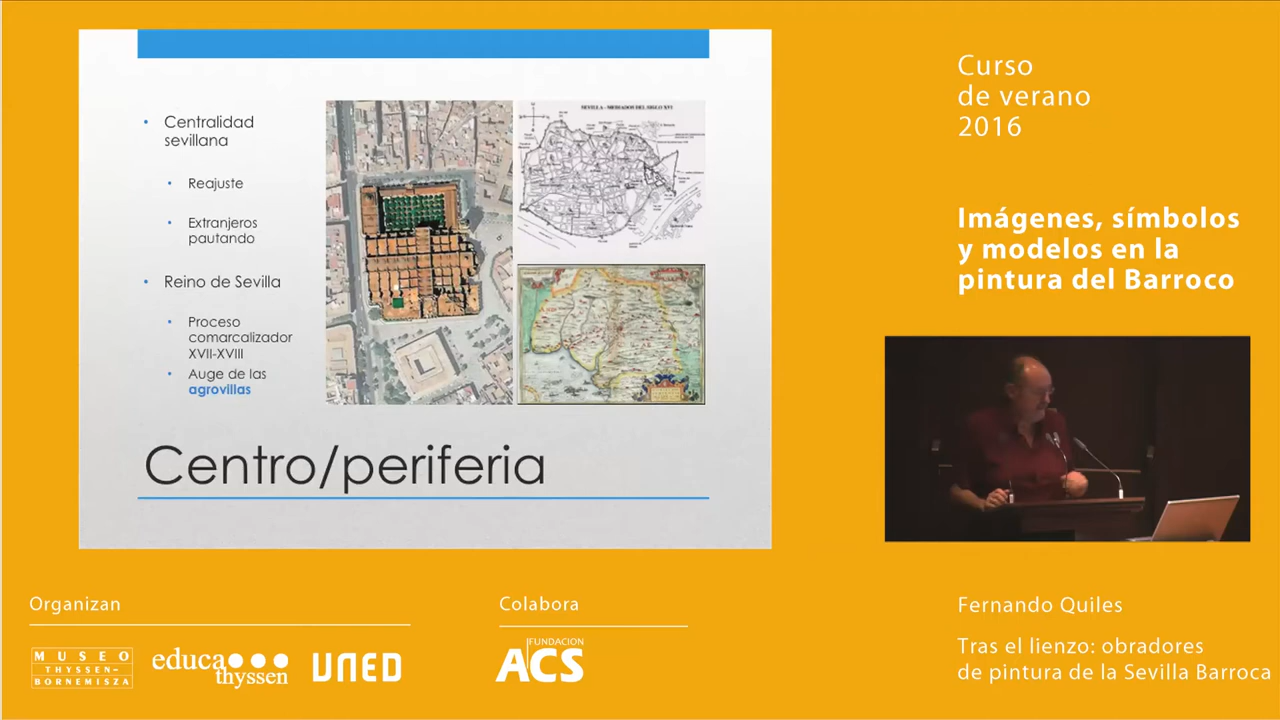 Centralidad
sevillana
Reajuste
Extranjeros
pautando
Reino de Sevilla
Proceso
comarcalizador
XVII-XVIII
Auge de las
agrovillas
SEVILLA - MEDIADOS DEL SIGLO XVI
Centro/periferia
Curso
de verano
2016
Imágenes, símbolos
y modelos en la
pintura del Barroco
Organizan
MUSEO
THYSSEN-
BORNEMISZA
educa
thyssen
UNED
Colabora
FUNDACION
ACS
Fernando Quiles
Tras el lienzo: obradores
de pintura de la Sevilla Barroca